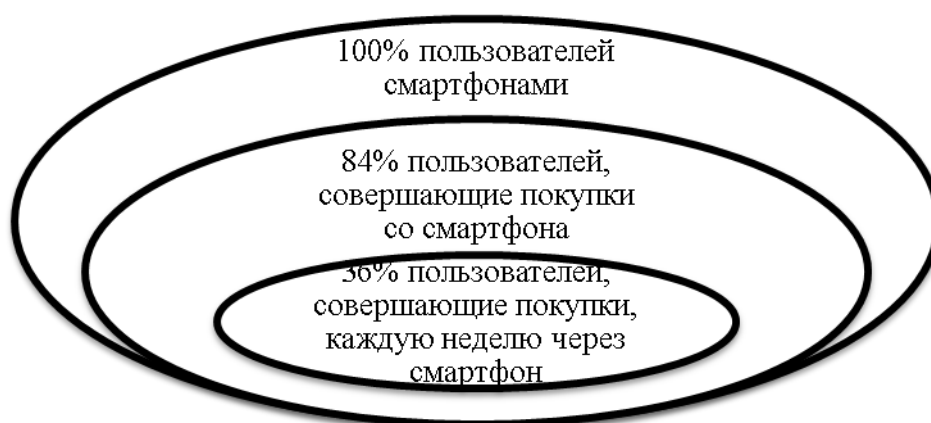 100% пользователей
смартфонами
84% пользователей,
совершающие покупки
со смартфона
36% пользователей,
совершающие покупки,
каждую неделю через
смартфон